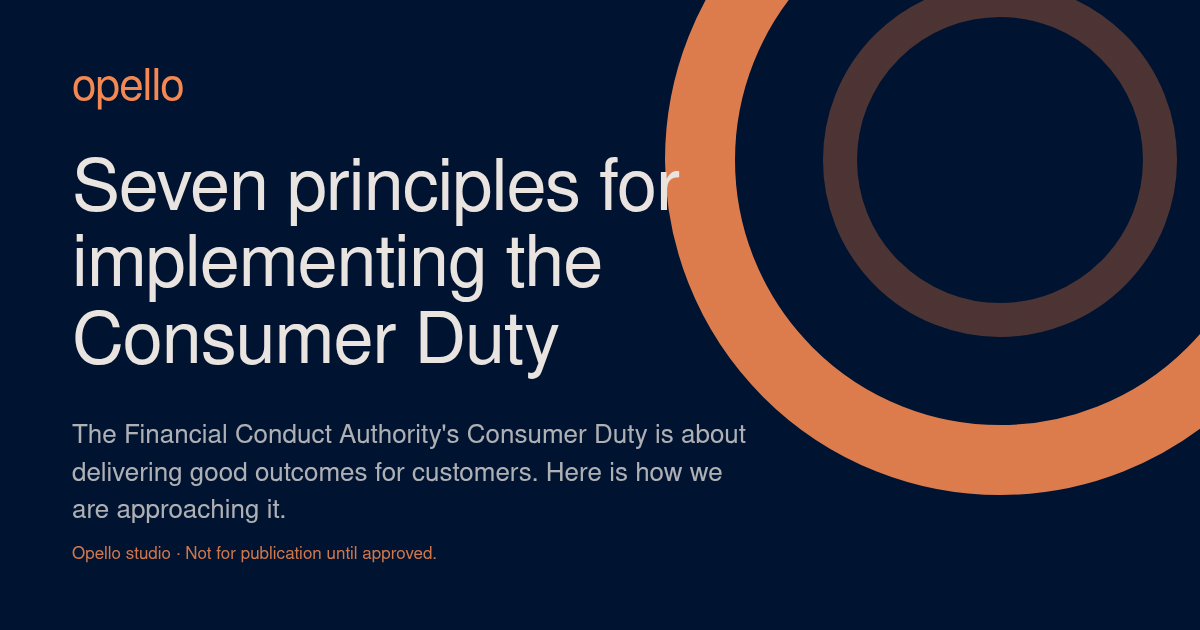 opello
Seven principles for
implementing the
Consumer Duty
The Financial Conduct Authority's Consumer Duty is about
delivering good outcomes for customers. Here is how we
are approaching it.
Opello studio · Not for publication until approved.